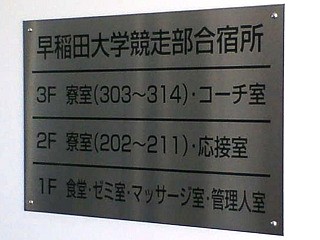 早稲田大学競走部合宿所
3F 寮室(303～314)・コーチ室
2F 寮室(202～211)・応接室
1F 食堂・ゼミ室・マッサージ室・管理人室